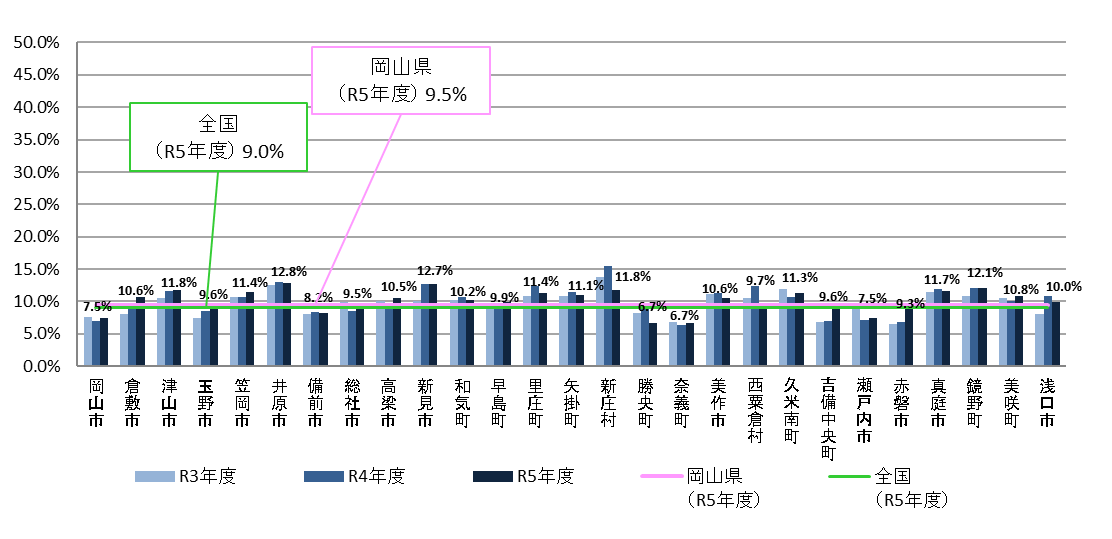 50.0%
45.0%
40.0%
35.0%
30.0%
25.0%
20.0%
15.0%
10.0%
5.0%
0.0%
岡山県
（R5年度）9.5%
全国
（R5年度）9.0%
7.5%
10.6%
11.8%
9.6%
11.4%
12.8%
8.2%
9.5%
10.5%
12.7%
10.2%
9.9%
11.4%
11.1%
11.8%
6.7%
6.7%
10.6%
9.7%
11.3%
9.6%
7.5%
9.3%
11.7%
12.1%
10.8%
10.0%
岡山市
倉敷市
津山市
玉野市
笠岡市
井原市
備前市
総社市
高梁市
新見市
和気町
早島町
里庄町
矢掛町
新庄村
勝央町
奈義町
美作市
西粟倉村
久米南町
吉備中央町
瀬戸内市
赤磐市
真庭市
鏡野町
美咲町
浅口市
R3年度
R4年度
R5年度
岡山県
（R5年度）
全国
（R5年度）